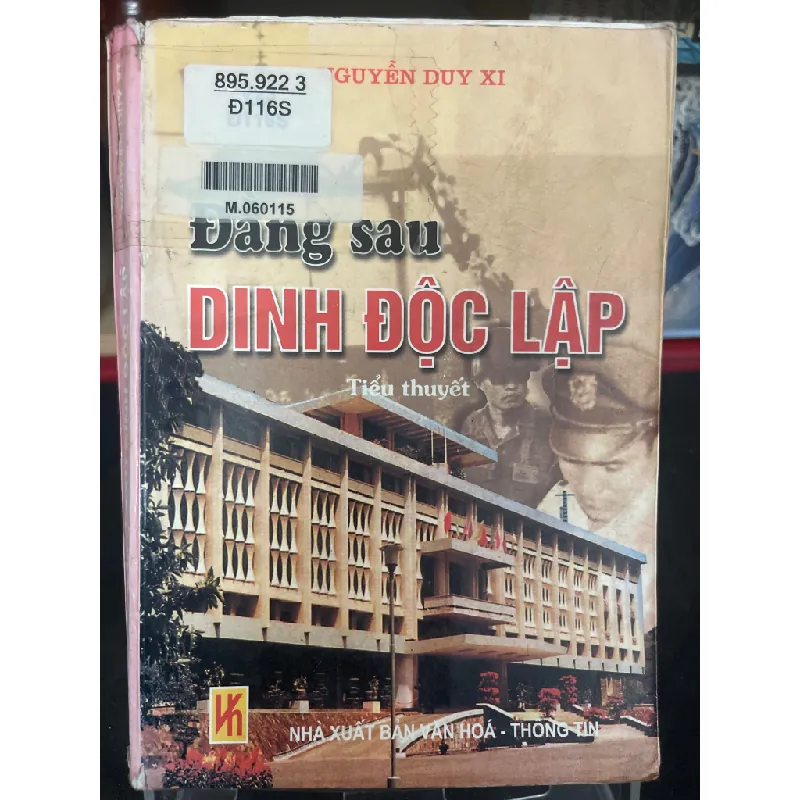 895.922 3
Đ116S
NGUYỄN DUY XI
M.060115
Đằng sau
DINH ĐỘC LẬP
Tiểu thuyết
NHÀ XUẤT BẢN VĂN HOÁ - THÔNG TIN